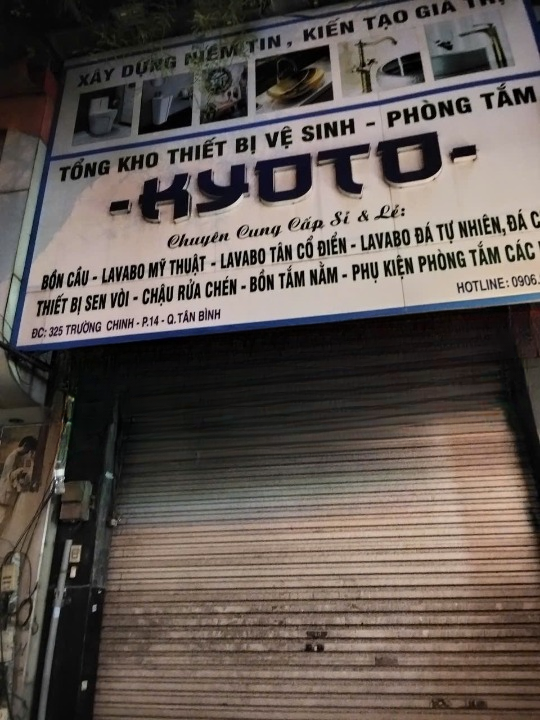 XÂY DỰNG NIỀM TIN, KIẾN TẠO GIÁ TRỊ
TỔNG KHO THIẾT BỊ VỆ SINH - PHÒNG TẮM
-KYOTO-
Chuyên Cung Cấp Sỉ & Lẻ:
BỒN CẦU - LAVABO MỸ THUẬT - LAVABO TÂN CỔ ĐIỂN - LAVABO ĐÁ TỰ NHIÊN, ĐÁ
THIẾT BỊ SEN VÒI - CHẬU RỬA CHÉN - BỒN TẮM NẰM - PHỤ KIỆN PHÒNG TẮM CÁC
HOTLINE: 0906.
ĐC: 325 TRƯỜNG CHINH - P.14 - Q.TÂN BÌNH